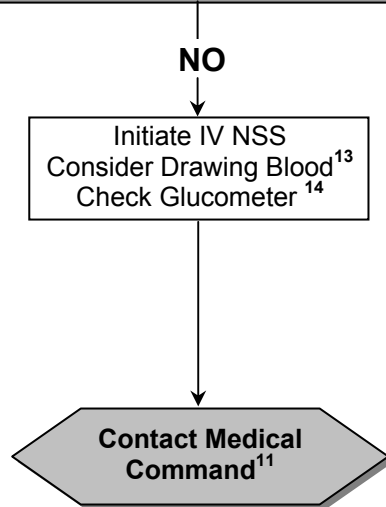 NO
Initiate IV NSS
Consider Drawing Blood13
Check Glucometer 14
Contact Medical
Command11